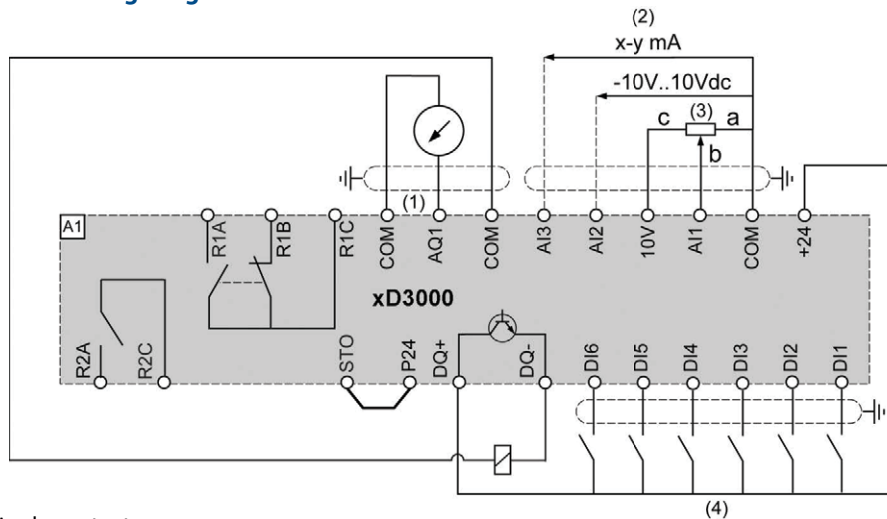 (2)
x-y mA
-10V..10Vdc
c (3) a
b
(1)
A1
R1A R1B R1C COM AQ1 COM AI3 AI2 10V AI1 COM +24
xD3000
R2A R2C STO P24 DQ+ DQ- DI6 DI5 DI4 DI3 DI2 DI1
(4)